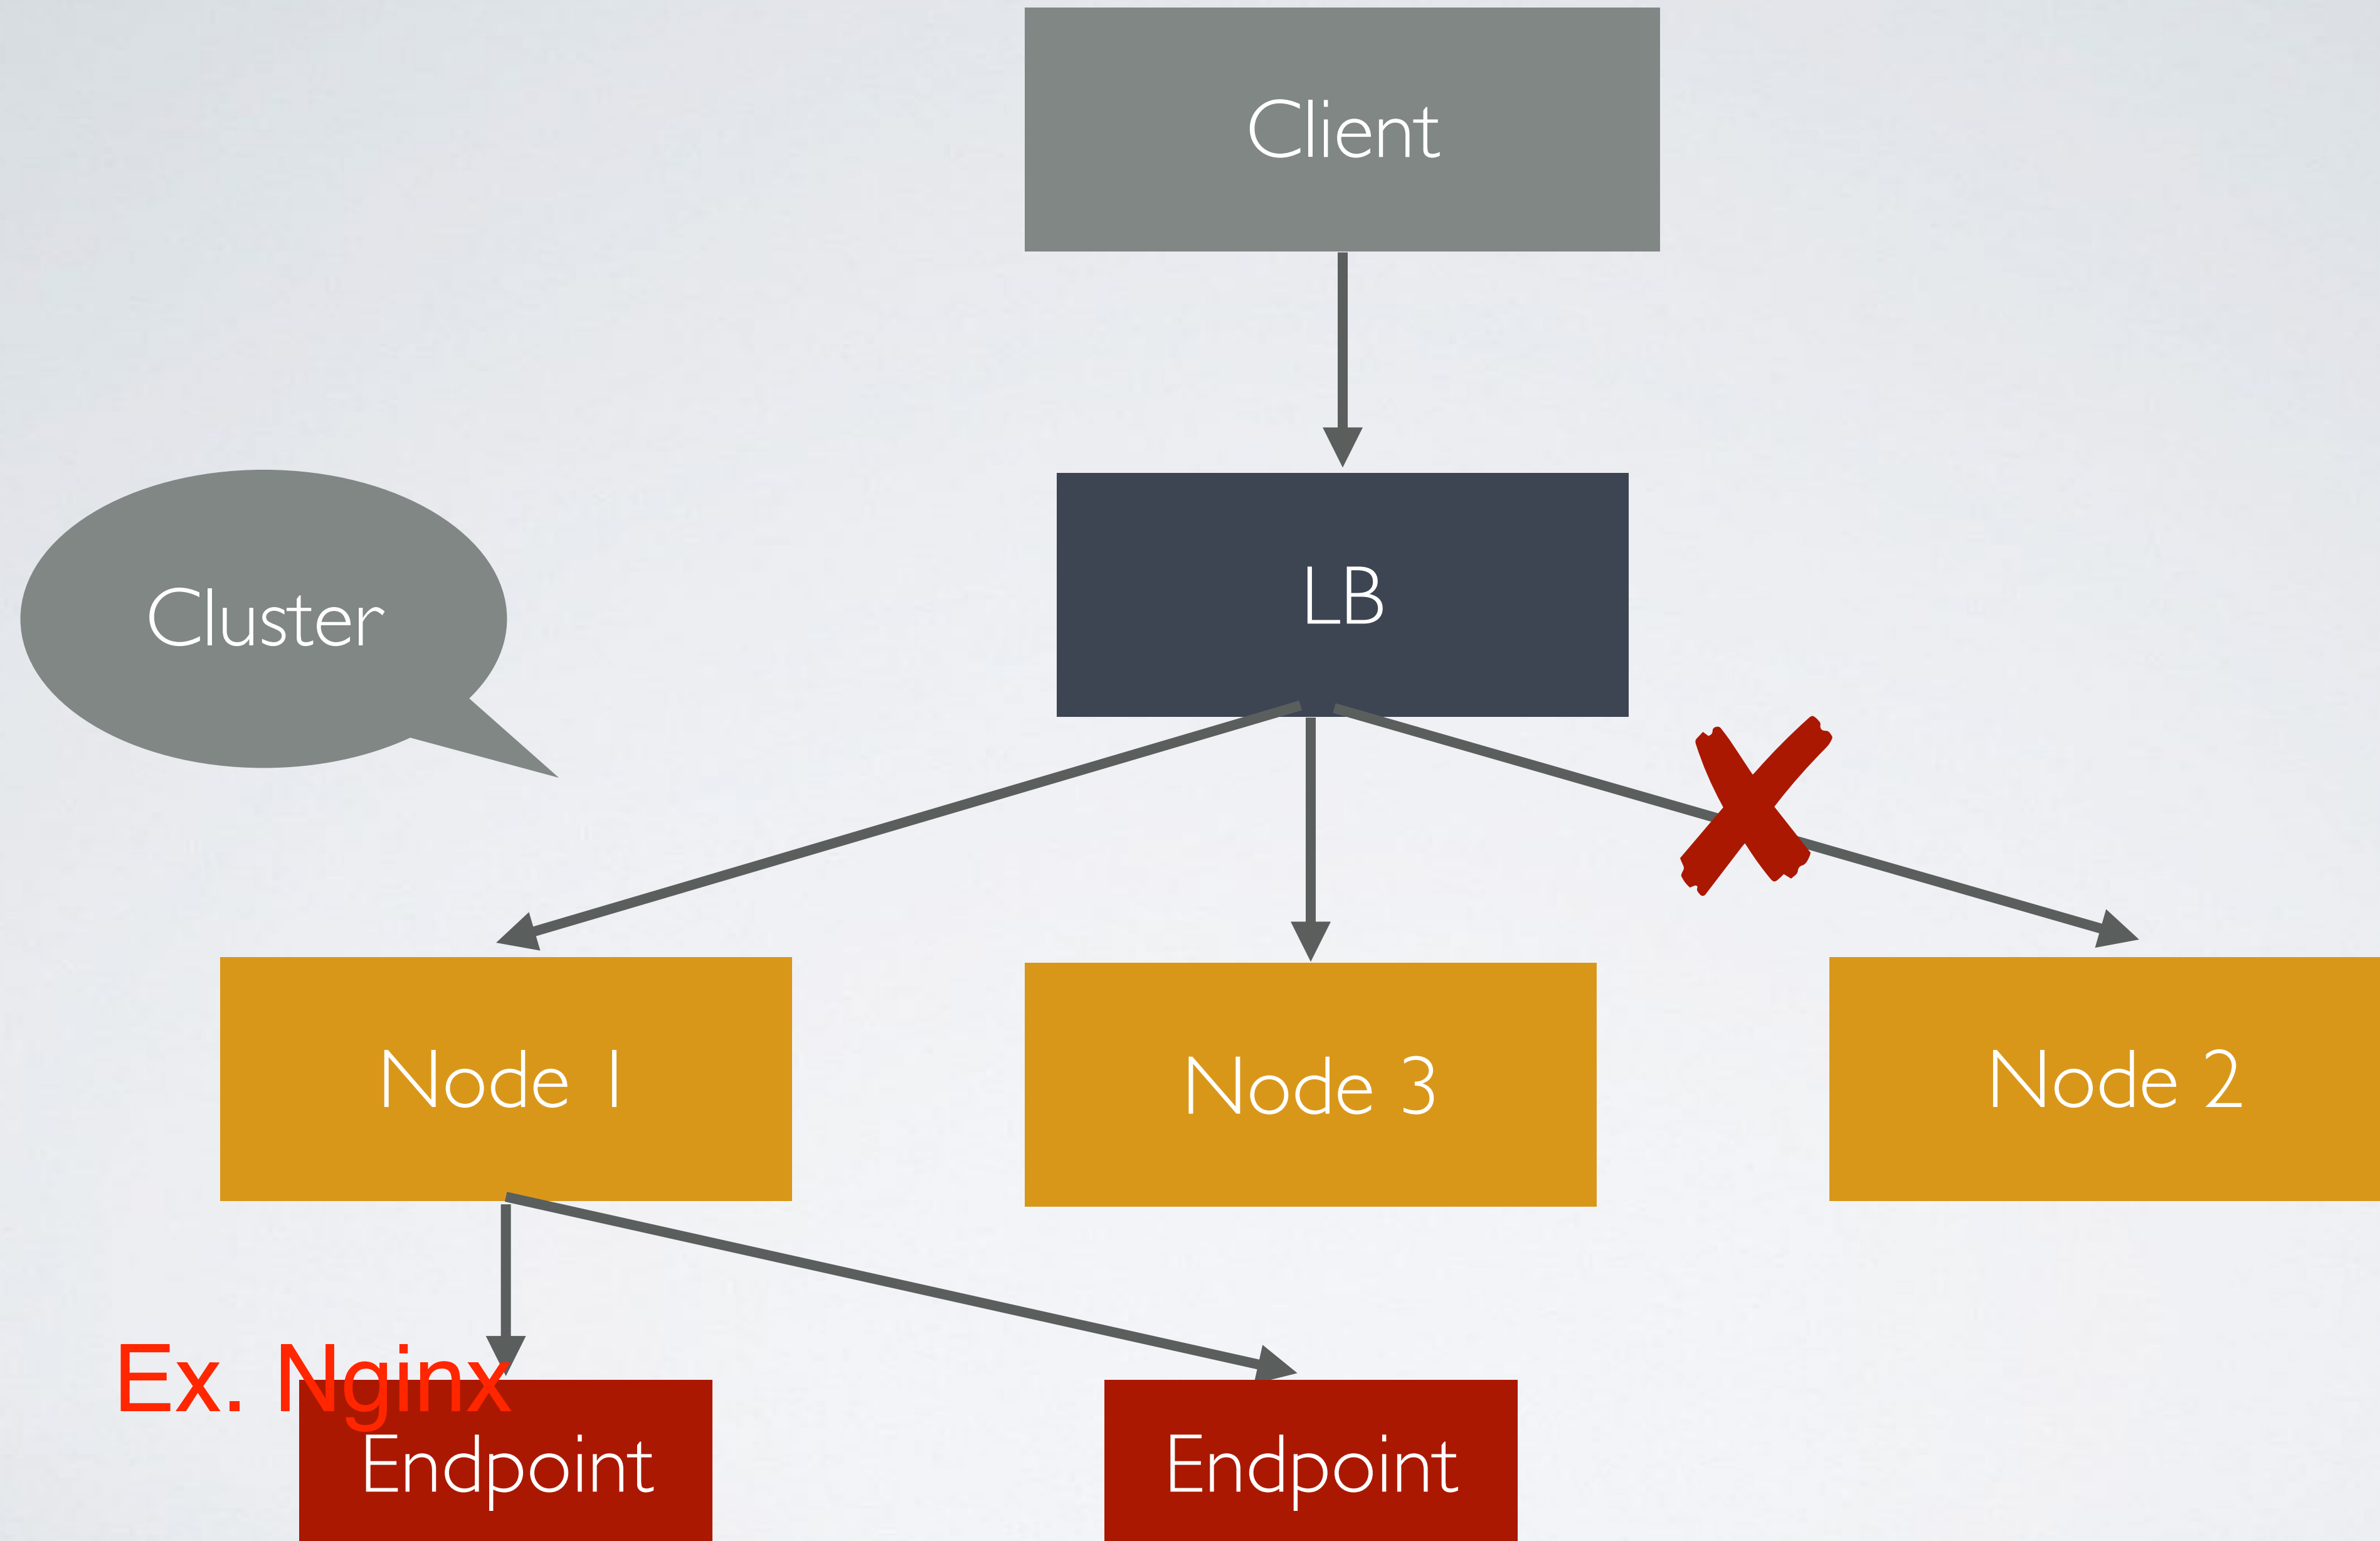 Client
Cluster
LB
Node 1
Node 3
Node 2
Ex. Nginx
Endpoint
Endpoint